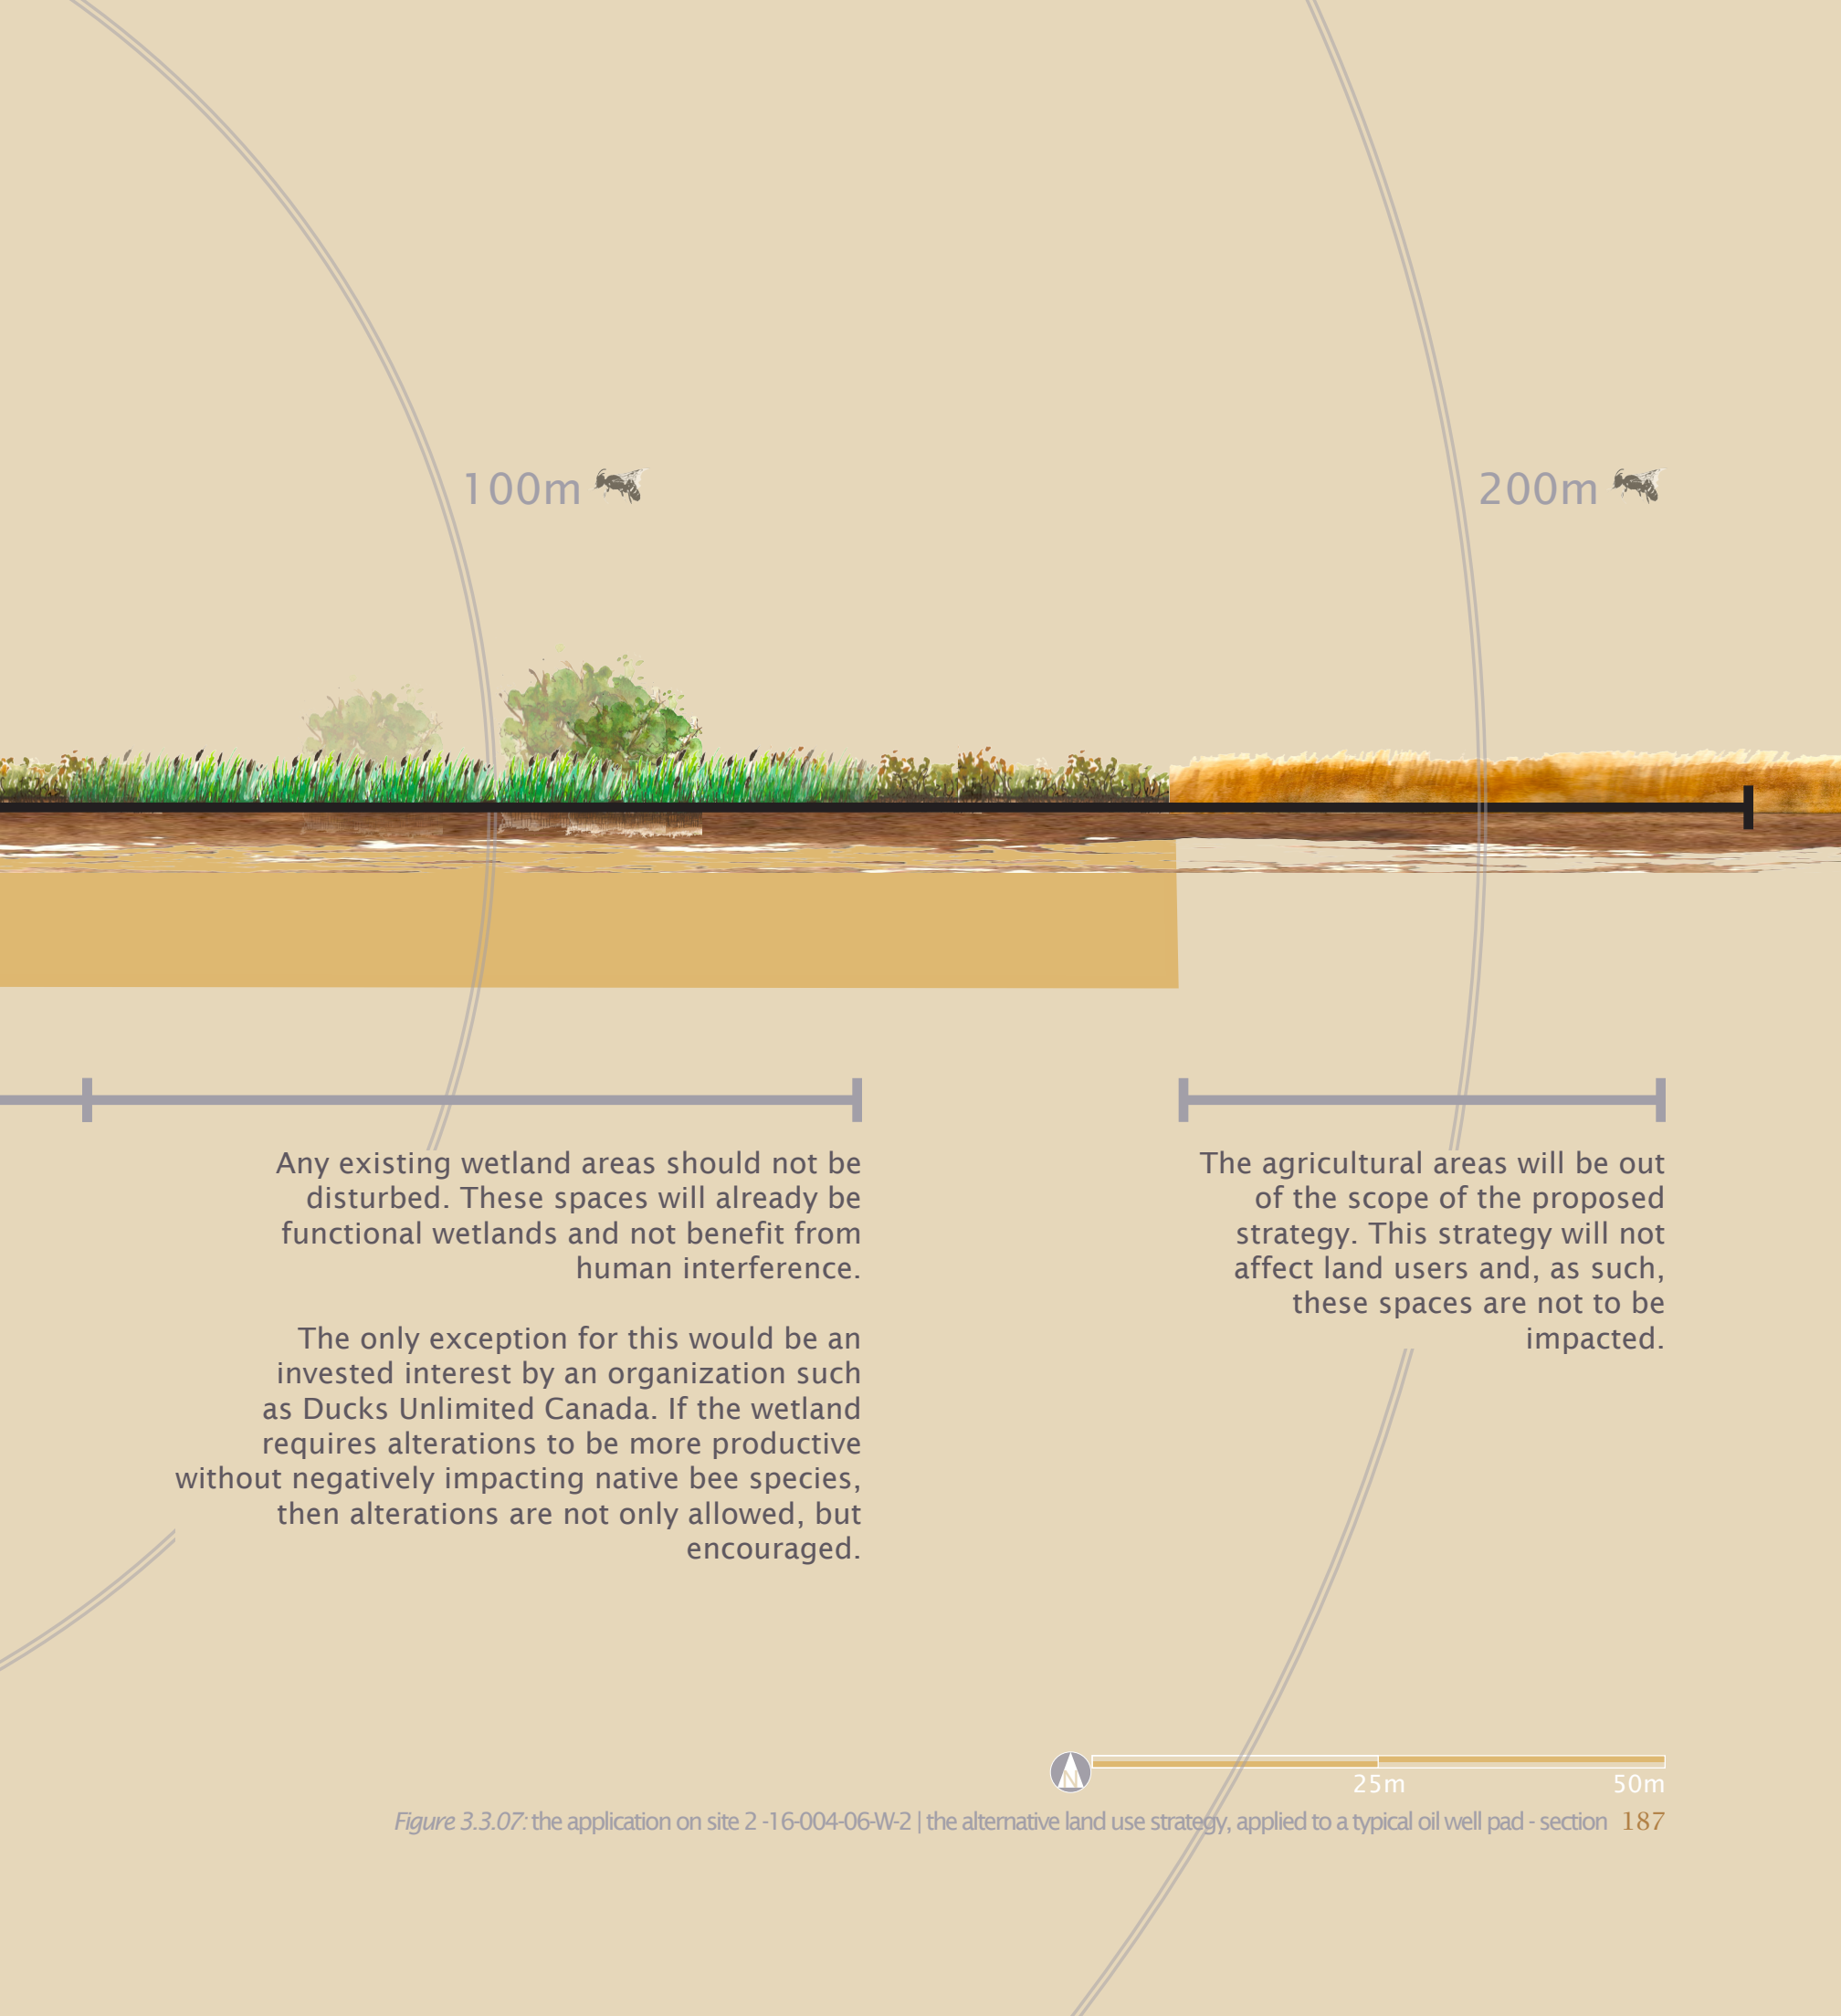 100m
200m
Any existing wetland areas should not be
disturbed. These spaces will already be
functional wetlands and not benefit from
human interference.
The only exception for this would be an
invested interest by an organization such
as Ducks Unlimited Canada. If the wetland
requires alterations to be more productive
without negatively impacting native bee species,
then alterations are not only allowed, but
encouraged.
The agricultural areas will be out
of the scope of the proposed
strategy. This strategy will not
affect land users and, as such,
these spaces are not to be
impacted.
N
25m
50m
Figure 3.3.07: the application on site 2 -16-004-06-W-2 | the alternative land use strategy, applied to a typical oil well pad - section 187